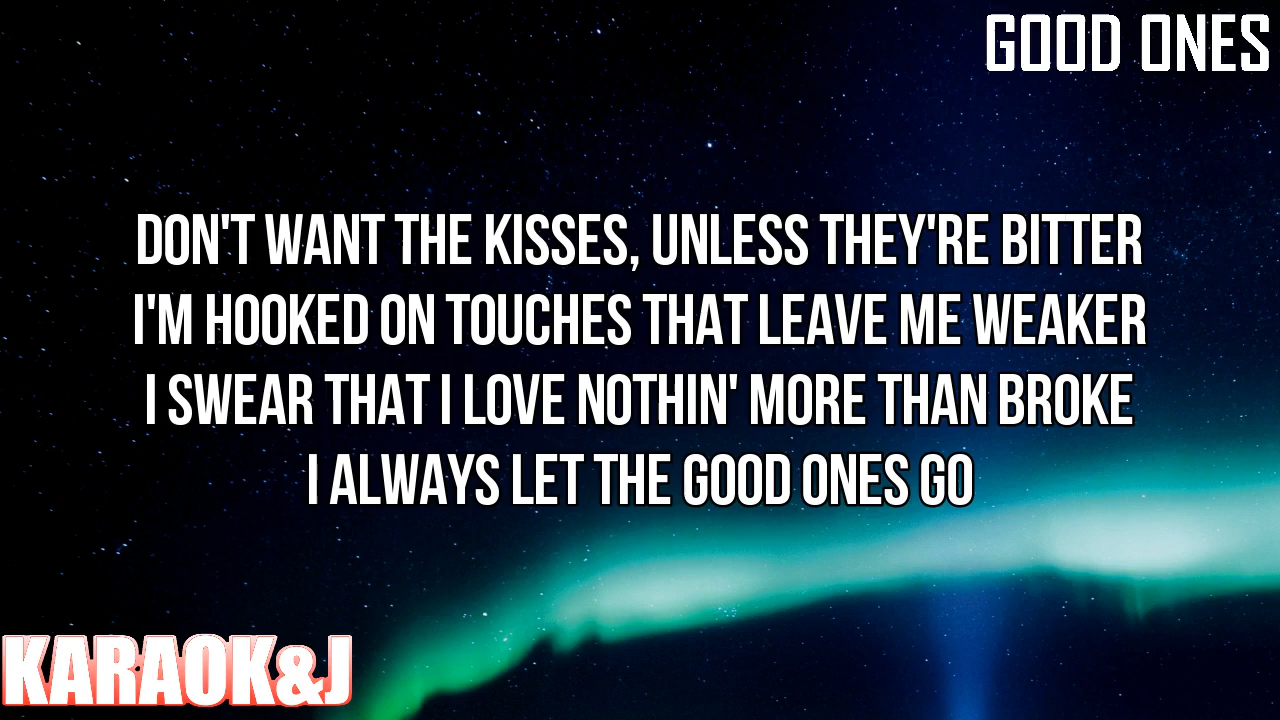 GOOD ONES
DON'T WANT THE KISSES, UNLESS THEY'RE BITTER
I'M HOOKED ON TOUCHES THAT LEAVE ME WEAKER
I SWEAR THAT I LOVE NOTHIN' MORE THAN BROKE
I ALWAYS LET THE GOOD ONES GO
KARAOK&J